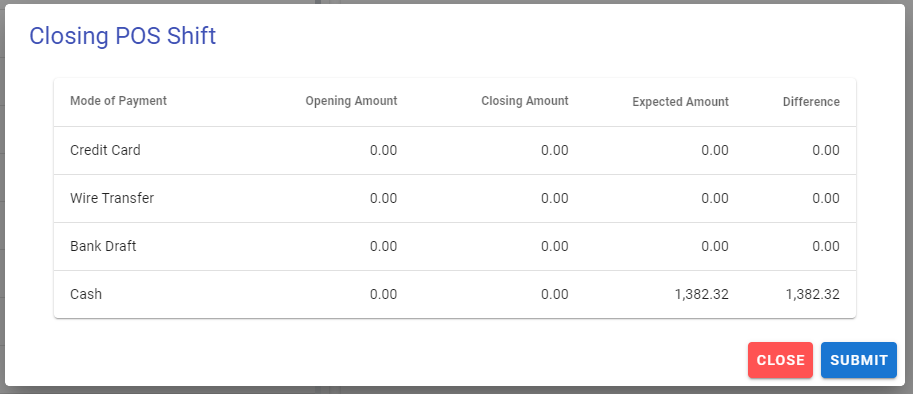 Closing POS Shift
Mode of Payment Opening Amount Closing Amount Expected Amount Difference
Credit Card 0.00 0.00 0.00 0.00
Wire Transfer 0.00 0.00 0.00 0.00
Bank Draft 0.00 0.00 0.00 0.00
Cash 0.00 0.00 1,382.32 1,382.32
CLOSE SUBMIT